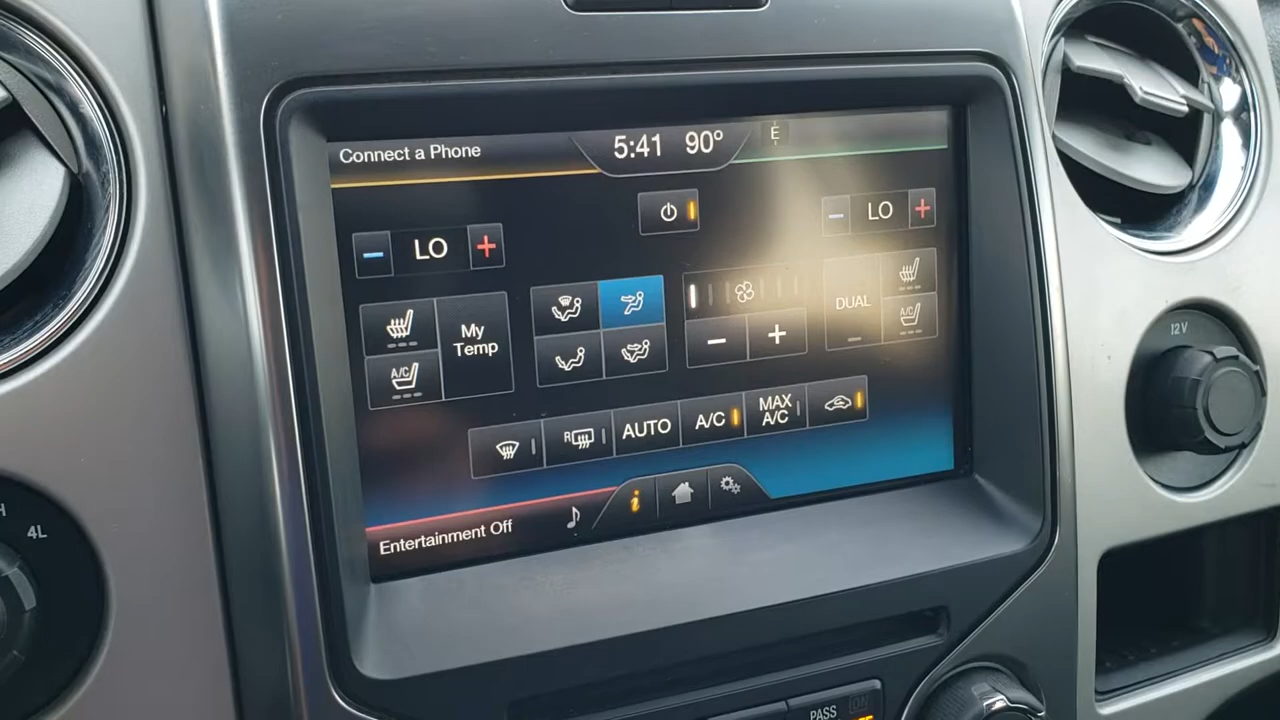 Connect a Phone
5:41 90°
E
LO
LO
My
Temp
A/C
DUAL
A/C
R
AUTO
A/C
MAX
A/C
Entertainment Off
i
12V
H
4L
PASS